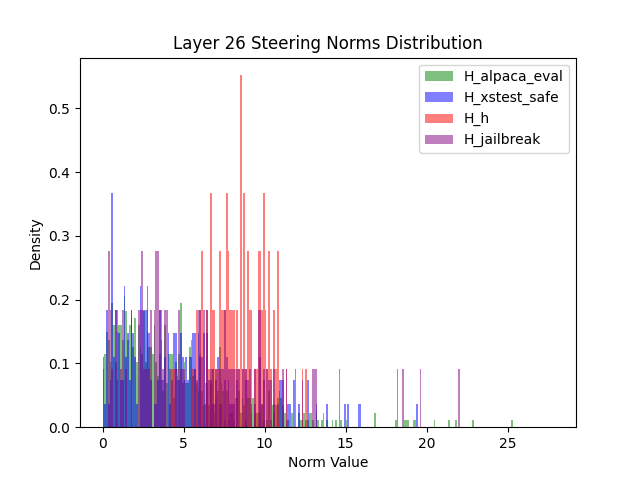 Layer 26 Steering Norms Distribution
H_alpaca_eval
H_xstest_safe
H_h
H_jailbreak
Density
0.5
0.4
0.3
0.2
0.1
0.0
0 5 10 15 20 25
Norm Value